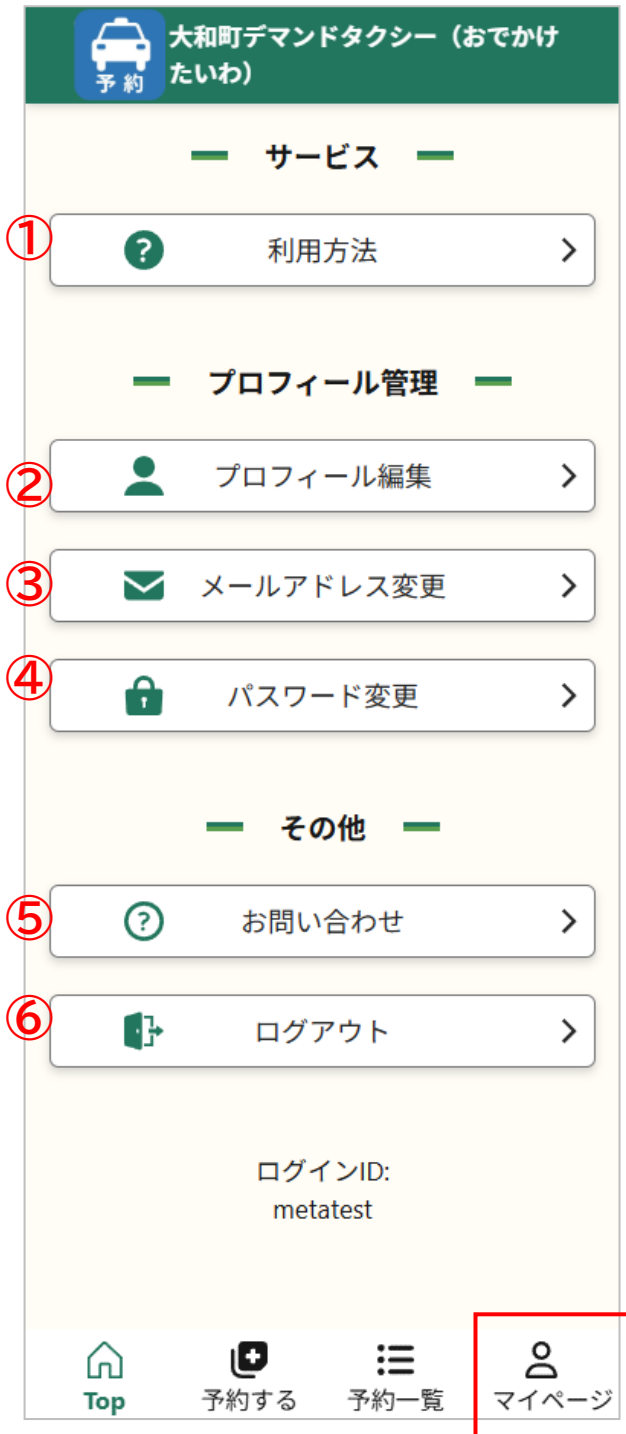 予約
大和町デマンドタクシー（おでかけ
たいわ）
サービス
① 利用方法
プロフィール管理
② プロフィール編集
③ メールアドレス変更
④ パスワード変更
その他
⑤ お問い合わせ
⑥ ログアウト
ログインID:
metatest
Top 予約する 予約一覧 マイページ